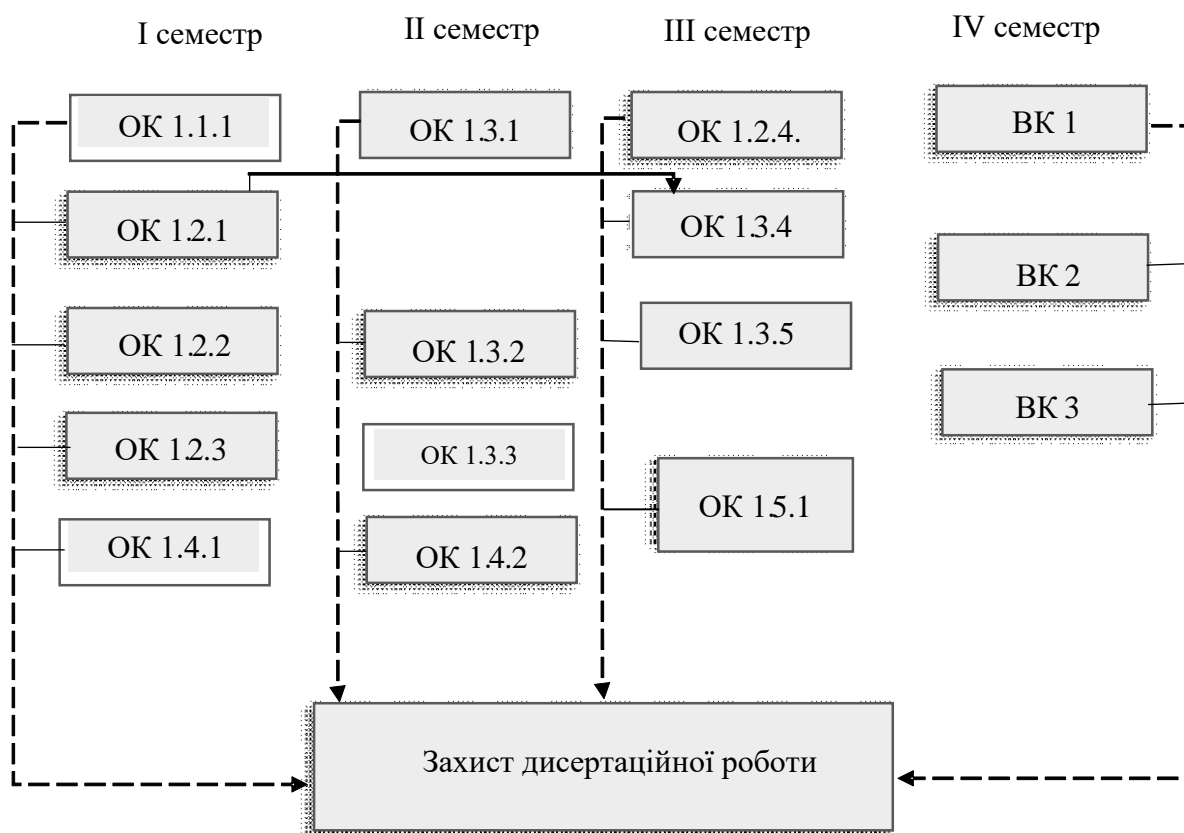 I семестр
II семестр
III семестр
IV семестр
ОК 1.1.1
ОК 1.3.1
ОК 1.2.4.
ВК 1
ОК 1.2.1
ОК 1.3.4
ВК 2
ОК 1.2.2
ОК 1.3.2
ОК 1.3.5
ВК 3
ОК 1.2.3
ОК 1.3.3
ОК 1.5.1
ОК 1.4.1
ОК 1.4.2
Захист дисертаційної роботи